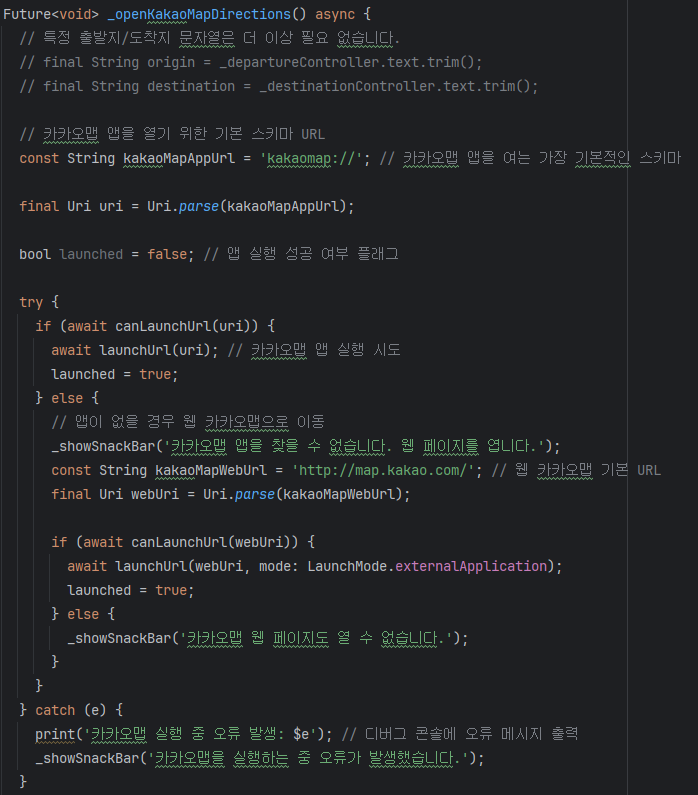 Future<void> _openKakaoMapDirections() async {
// 특정 출발지/도착지 문자열은 더 이상 필요 없습니다.
// final String origin = _departureController.text.trim();
// final String destination = _destinationController.text.trim();
// 카카오맵 앱을 열기 위한 기본 스키마 URL
const String kakaoMapAppUrl = 'kakaomap://'; // 카카오맵 앱을 여는 가장 기본적인 스키마
final Uri uri = Uri.parse(kakaoMapAppUrl);
bool launched = false; // 앱 실행 성공 여부 플래그
try {
if (await canLaunchUrl(uri)) {
await launchUrl(uri); // 카카오맵 앱 실행 시도
launched = true;
} else {
// 앱이 없을 경우 웹 카카오맵으로 이동
_showSnackBar('카카오맵 앱을 찾을 수 없습니다. 웹 페이지를 엽니다.');
const String kakaoMapWebUrl = 'http://map.kakao.com/'; // 웹 카카오맵 기본 URL
final Uri webUri = Uri.parse(kakaoMapWebUrl);
if (await canLaunchUrl(webUri)) {
await launchUrl(webUri, mode: LaunchMode.externalApplication);
launched = true;
} else {
_showSnackBar('카카오맵 웹 페이지도 열 수 없습니다.');
}
}
} catch (e) {
print('카카오맵 실행 중 오류 발생: $e'); // 디버그 콘솔에 오류 메시지 출력
_showSnackBar('카카오맵을 실행하는 중 오류가 발생했습니다.');
}